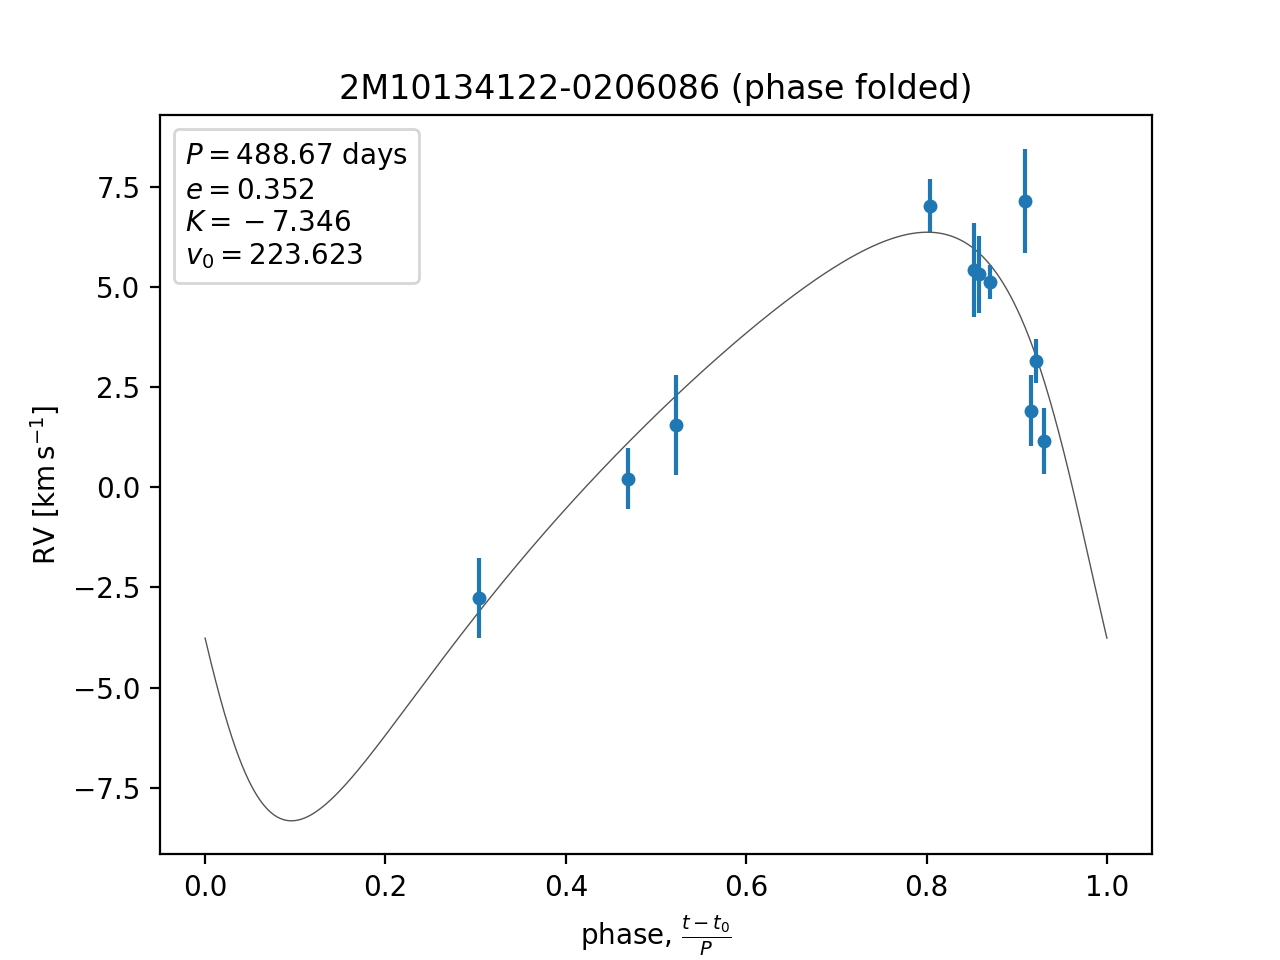 2M10134122-0206086 (phase folded)
P = 488.67 days
e = 0.352
K = −7.346
v₀ = 223.623
7.5
5.0
2.5
0.0
−2.5
−5.0
−7.5
RV [km s⁻¹]
0.0 0.2 0.4 0.6 0.8 1.0
phase, (t − t₀)/P